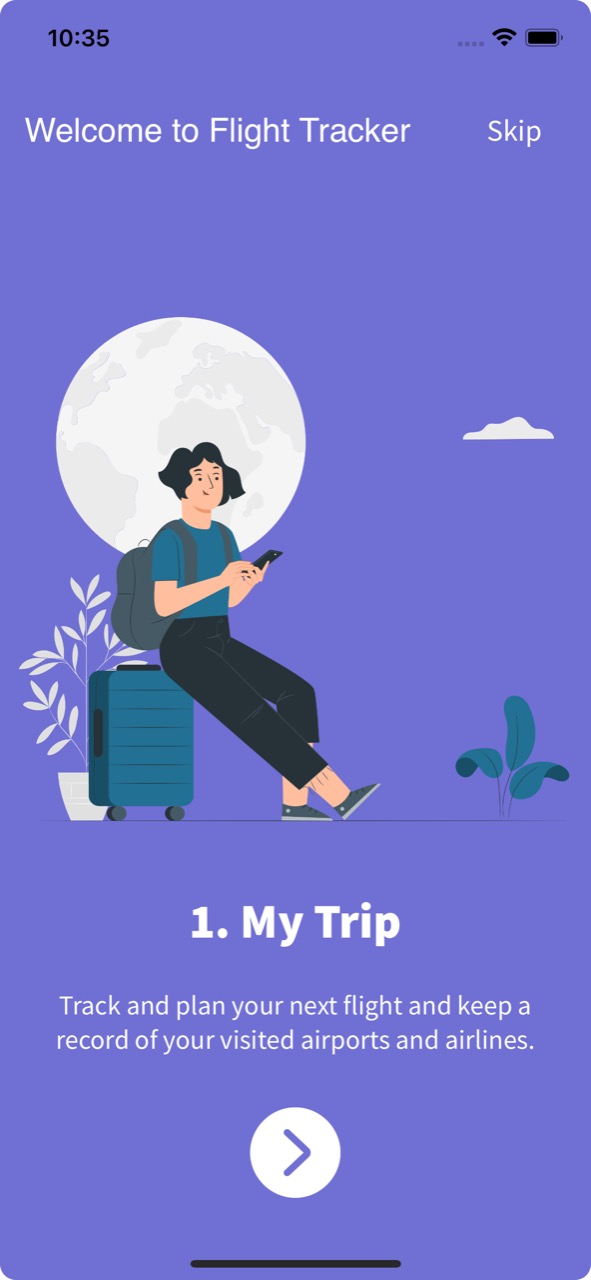 10:35
Welcome to Flight Tracker
Skip
1. My Trip
Track and plan your next flight and keep a
record of your visited airports and airlines.